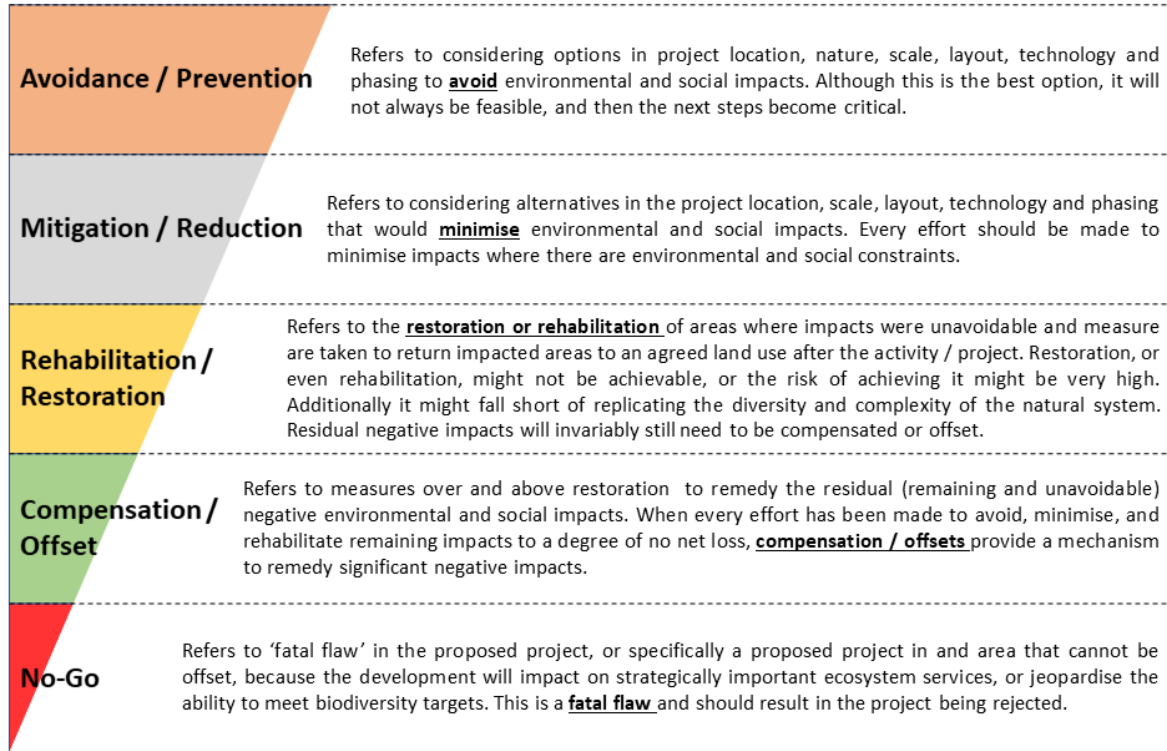 Avoidance / Prevention
Refers to considering options in project location, nature, scale, layout, technology and
phasing to avoid environmental and social impacts. Although this is the best option, it will
not always be feasible, and then the next steps become critical.
Mitigation / Reduction
Refers to considering alternatives in the project location, scale, layout, technology and phasing
that would minimise environmental and social impacts. Every effort should be made to
minimise impacts where there are environmental and social constraints.
Rehabilitation /
Restoration
Refers to the restoration or rehabilitation of areas where impacts were unavoidable and measure
are taken to return impacted areas to an agreed land use after the activity / project. Restoration, or
even rehabilitation, might not be achievable, or the risk of achieving it might be very high.
Additionally it might fall short of replicating the diversity and complexity of the natural system.
Residual negative impacts will invariably still need to be compensated or offset.
Compensation /
Offset
Refers to measures over and above restoration to remedy the residual (remaining and unavoidable)
negative environmental and social impacts. When every effort has been made to avoid, minimise, and
rehabilitate remaining impacts to a degree of no net loss, compensation / offsets provide a mechanism
to remedy significant negative impacts.
No-Go
Refers to ‘fatal flaw’ in the proposed project, or specifically a proposed project in and area that cannot be
offset, because the development will impact on strategically important ecosystem services, or jeopardise the
ability to meet biodiversity targets. This is a fatal flaw and should result in the project being rejected.